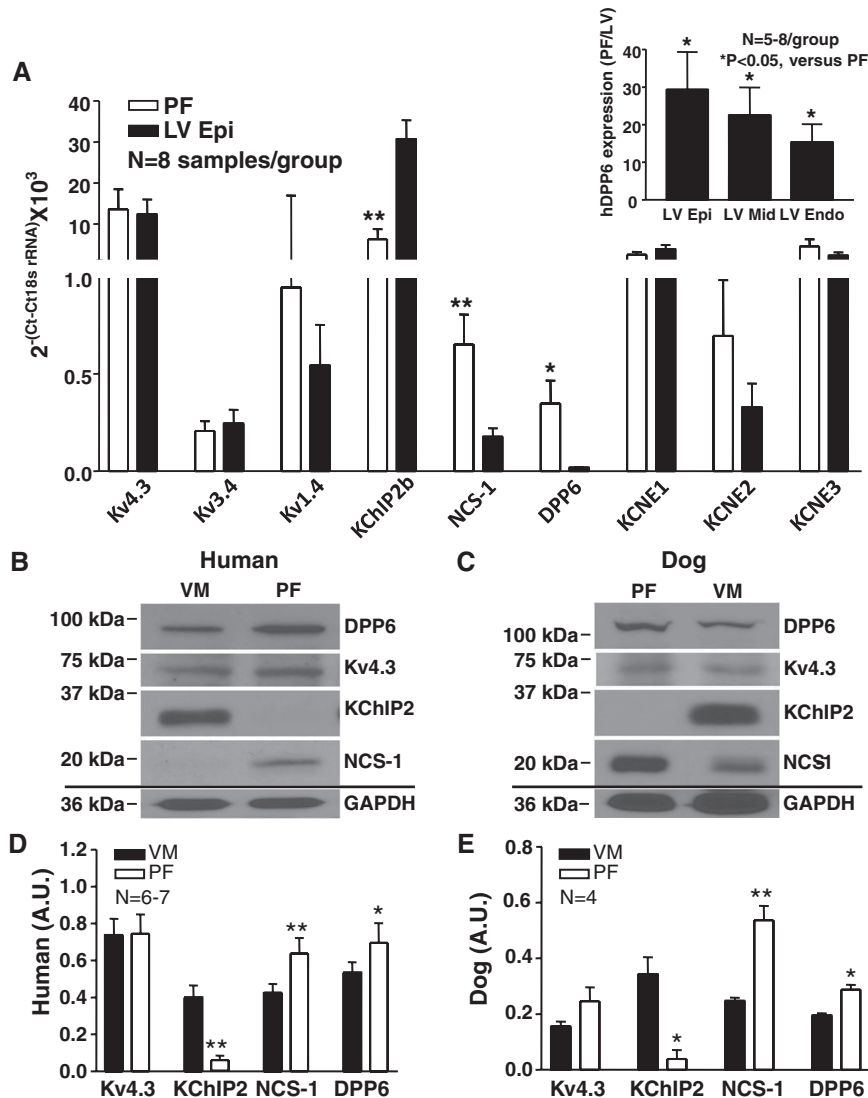 A
PF
LV Epi
N=8 samples/group
2^-(Ct-Ct18s rRNA)X10^3
40
30
20
10
1.0
0.5
0.0
**
**
*
Kv4.3
Kv3.4
Kv1.4
KChIP2b
NCS-1
DPP6
KCNE1
KCNE2
KCNE3
hDPP6 expression (PF/LV)
N=5-8/group
*P<0.05, versus PF
40
30
20
10
0
*
*
*
LV Epi
LV Mid
LV Endo
B
Human
VM
PF
100 kDa
DPP6
75 kDa
Kv4.3
37 kDa
KChIP2
20 kDa
NCS-1
36 kDa
GAPDH
C
Dog
PF
VM
100 kDa
DPP6
75 kDa
Kv4.3
37 kDa
KChIP2
20 kDa
NCS1
36 kDa
GAPDH
D
VM
PF
N=6-7
Human (A.U.)
1.2
1.0
0.8
0.6
0.4
0.2
0.0
**
**
*
Kv4.3
KChIP2
NCS-1
DPP6
E
VM
PF
N=4
Dog (A.U.)
0.8
0.6
0.4
0.2
0.0
*
**
*
Kv4.3
KChIP2
NCS-1
DPP6